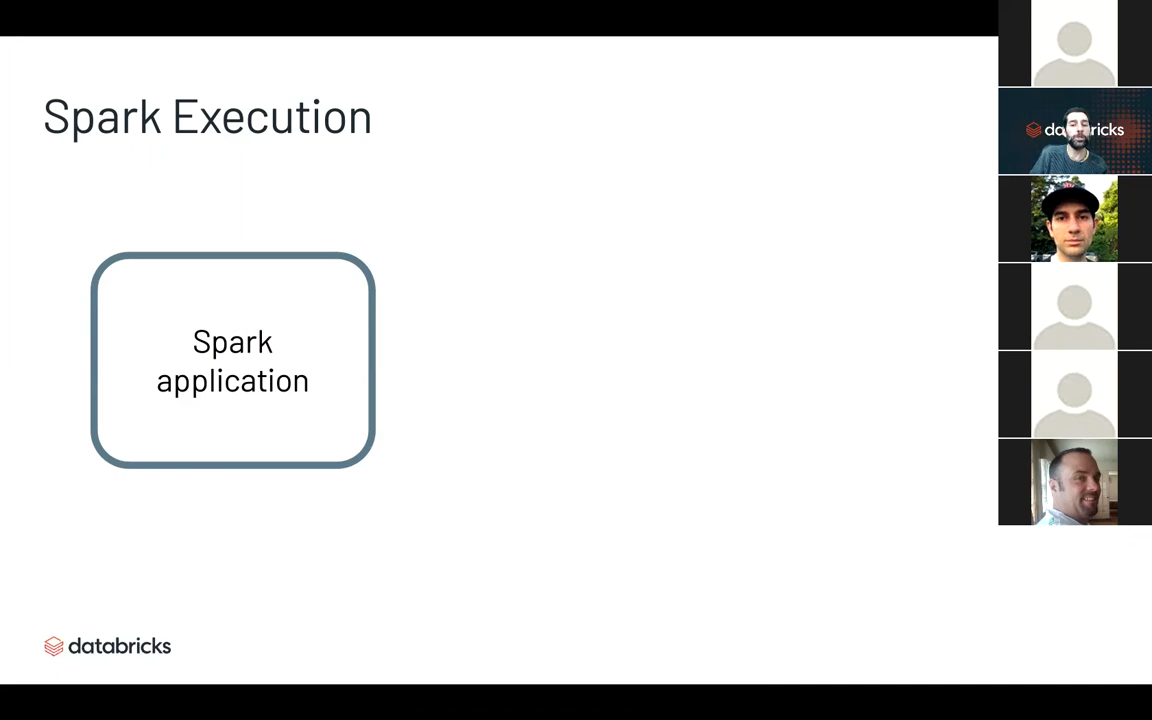 Spark Execution
Spark
application
databricks